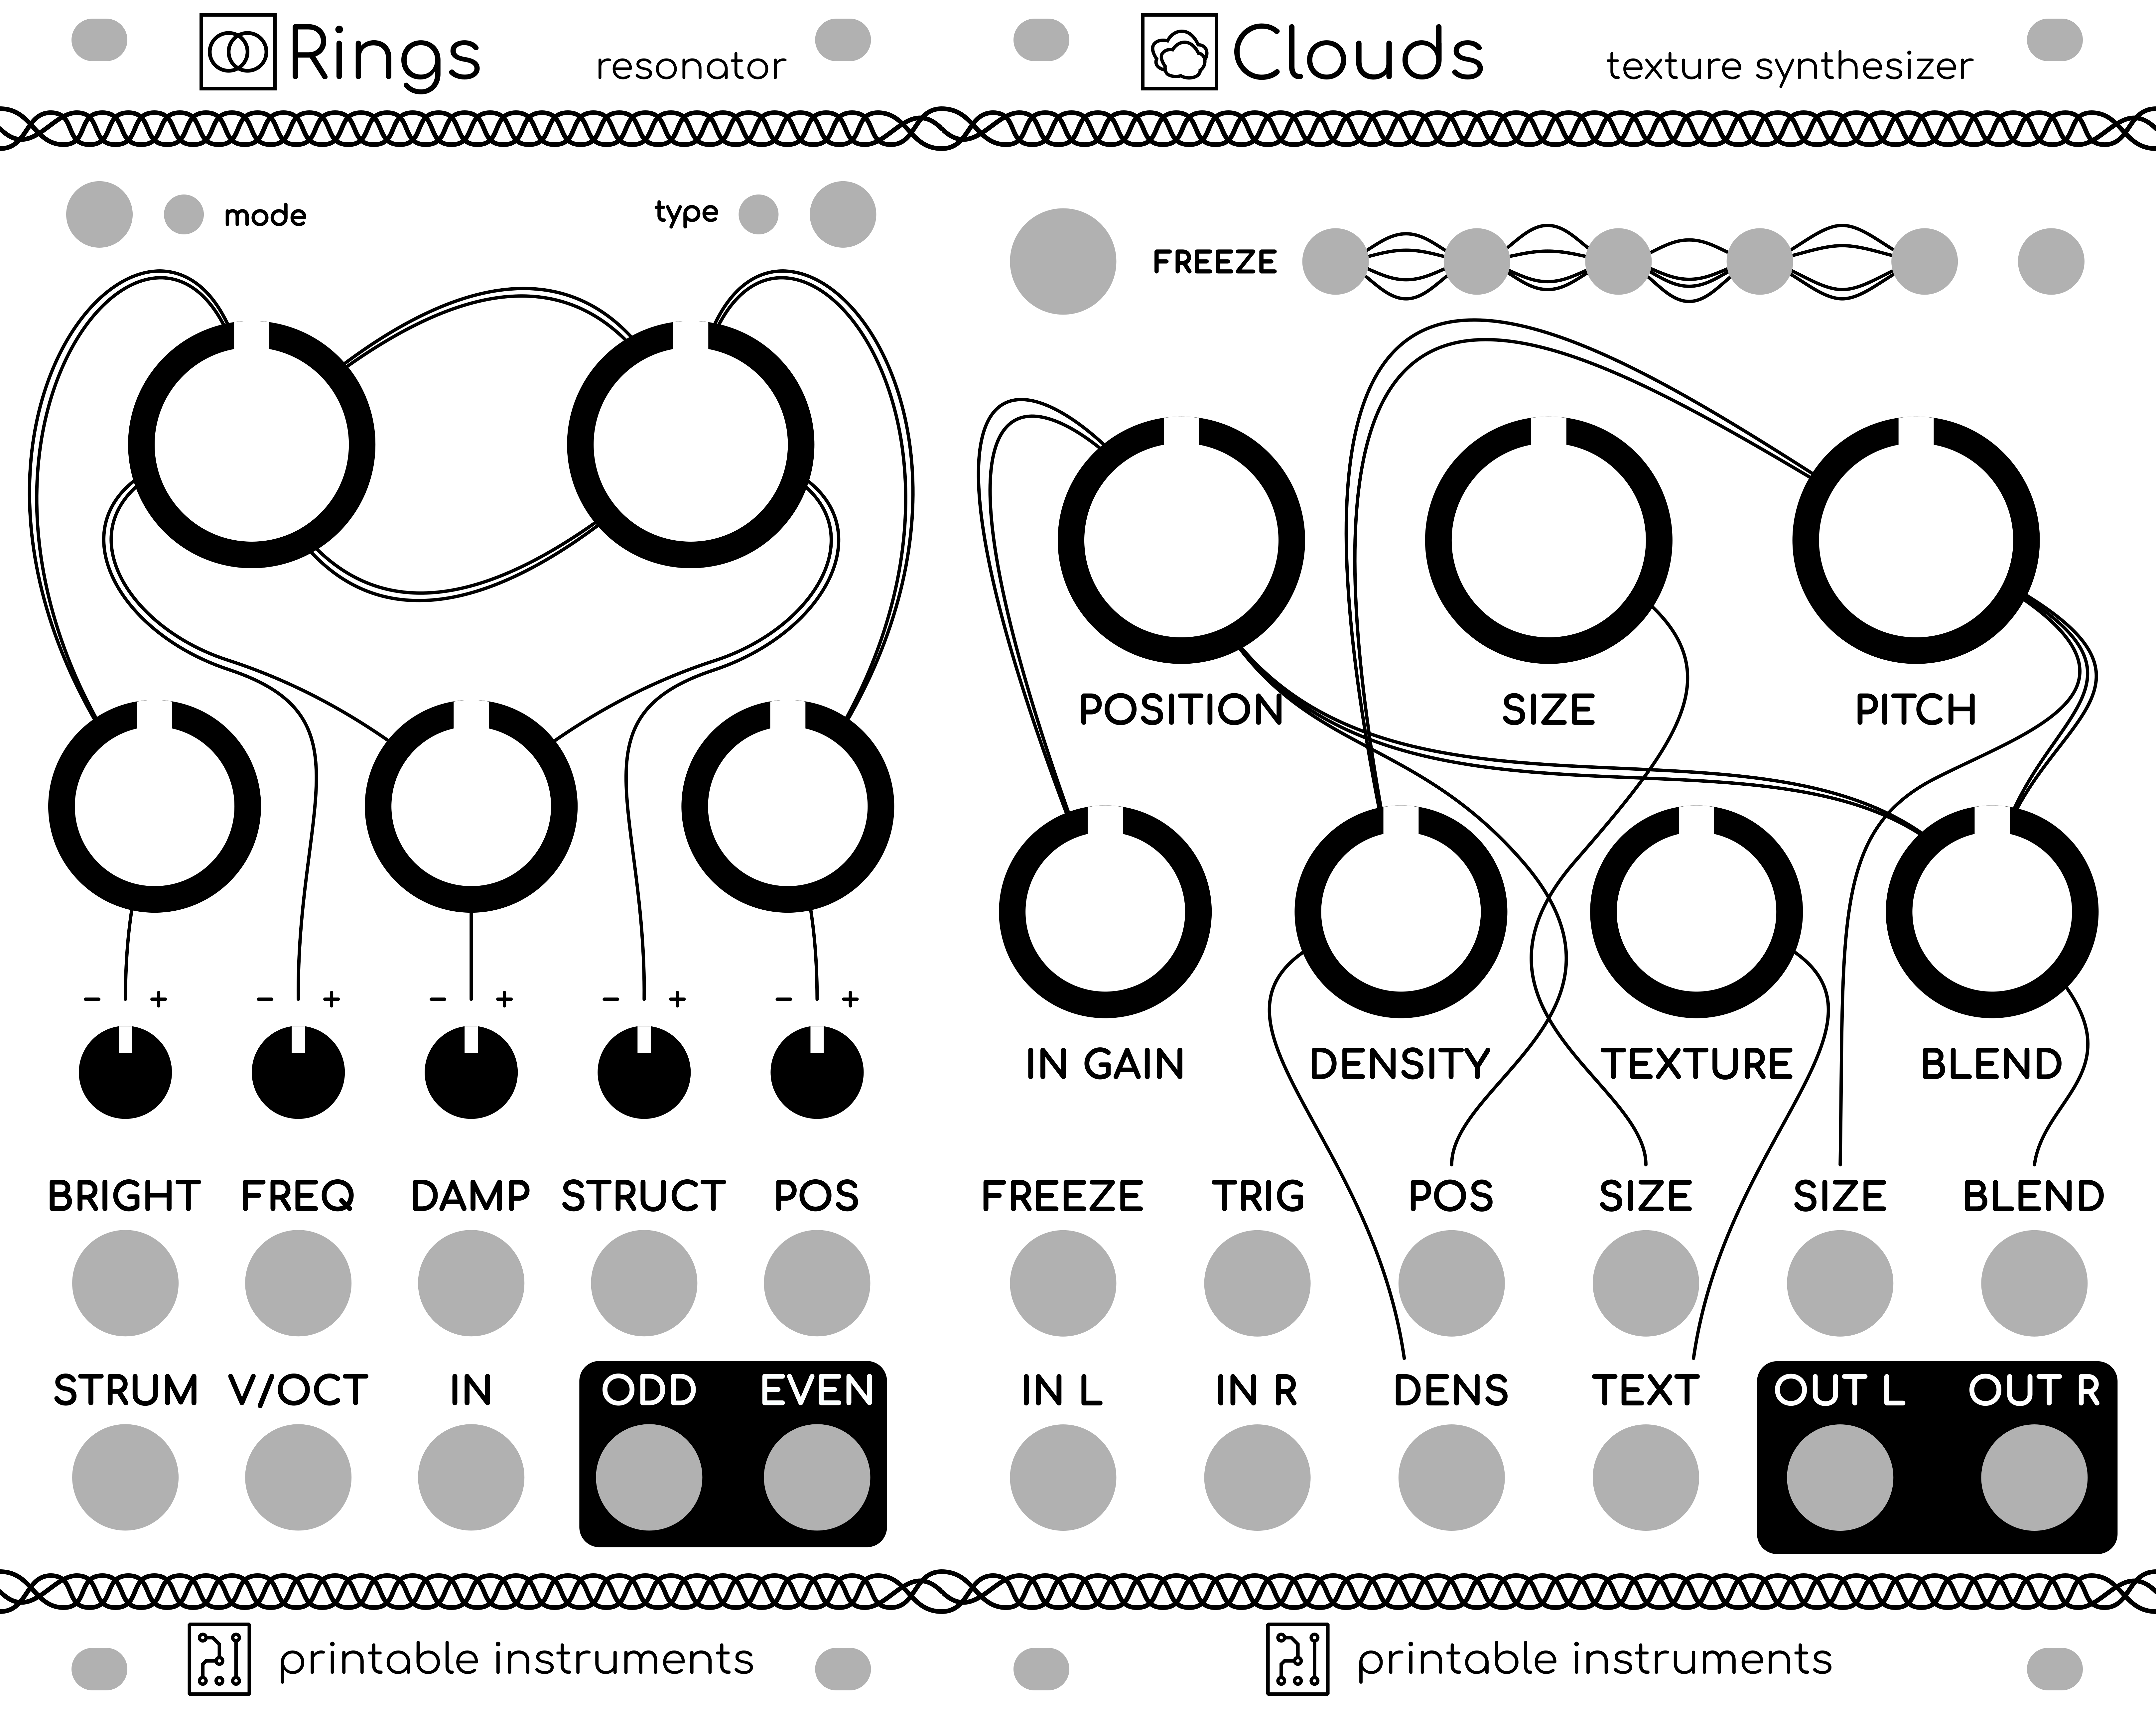 Rings resonator
Clouds texture synthesizer
mode type
FREEZE
POSITION SIZE PITCH
IN GAIN DENSITY TEXTURE BLEND
− + − + − + − + − +
BRIGHT FREQ DAMP STRUCT POS
STRUM V/OCT IN ODD EVEN
FREEZE TRIG POS SIZE SIZE BLEND
IN L IN R DENS TEXT OUT L OUT R
printable instruments
printable instruments